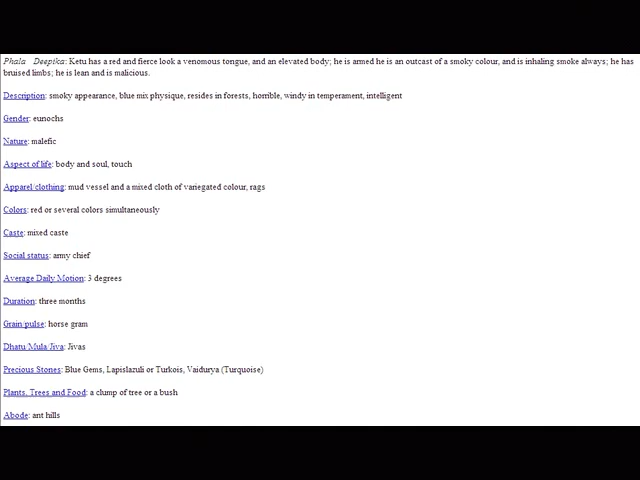 Phala Deepika: Ketu has a red and fierce look a venomous tongue, and an elevated body; he is armed he is an outcast of a smoky colour, and is inhaling smoke always; he has
bruised limbs; he is lean and is malicious.
Description: smoky appearance, blue mix physique, resides in forests, horrible, windy in temperament, intelligent
Gender: eunochs
Nature: malefic
Aspect of life: body and soul, touch
Apparel/clothing: mud vessel and a mixed cloth of variegated colour, rags
Colors: red or several colors simultaneously
Caste: mixed caste
Social status: army chief
Average Daily Motion: 3 degrees
Duration: three months
Grain/pulse: horse gram
Dhatu/Mula/Jiva: Jivas
Precious Stones: Blue Gems, Lapislazuli or Turkois, Vaidurya (Turquoise)
Plants, Trees and Food: a clump of tree or a bush
Abode: ant hills